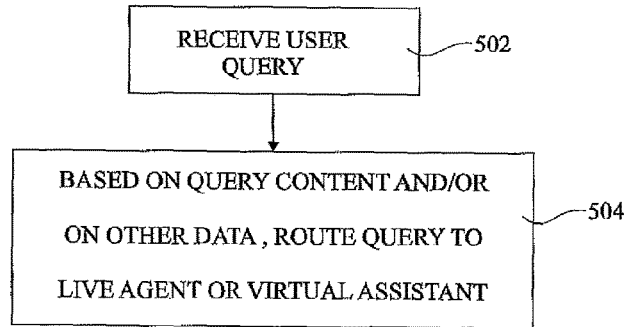 RECEIVE USER
QUERY
502
BASED ON QUERY CONTENT AND/OR
ON OTHER DATA , ROUTE QUERY TO
LIVE AGENT OR VIRTUAL ASSISTANT
504